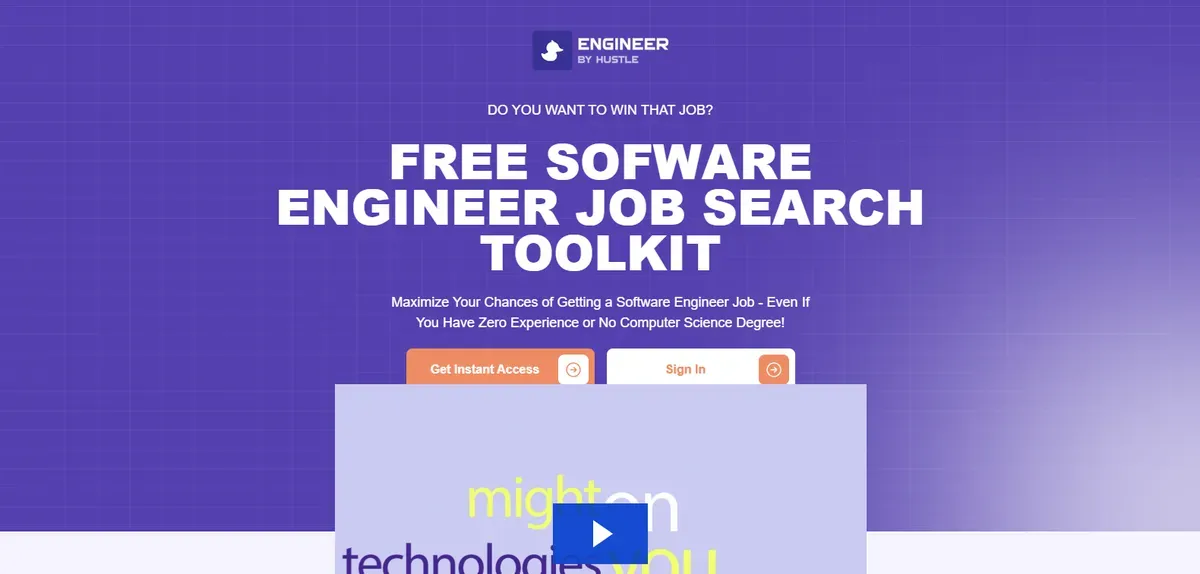 ENGINEER
BY HUSTLE
DO YOU WANT TO WIN THAT JOB?
FREE SOFWARE
ENGINEER JOB SEARCH
TOOLKIT
Maximize Your Chances of Getting a Software Engineer Job - Even If
You Have Zero Experience or No Computer Science Degree!
Get Instant Access
Sign In
might on
technologies you